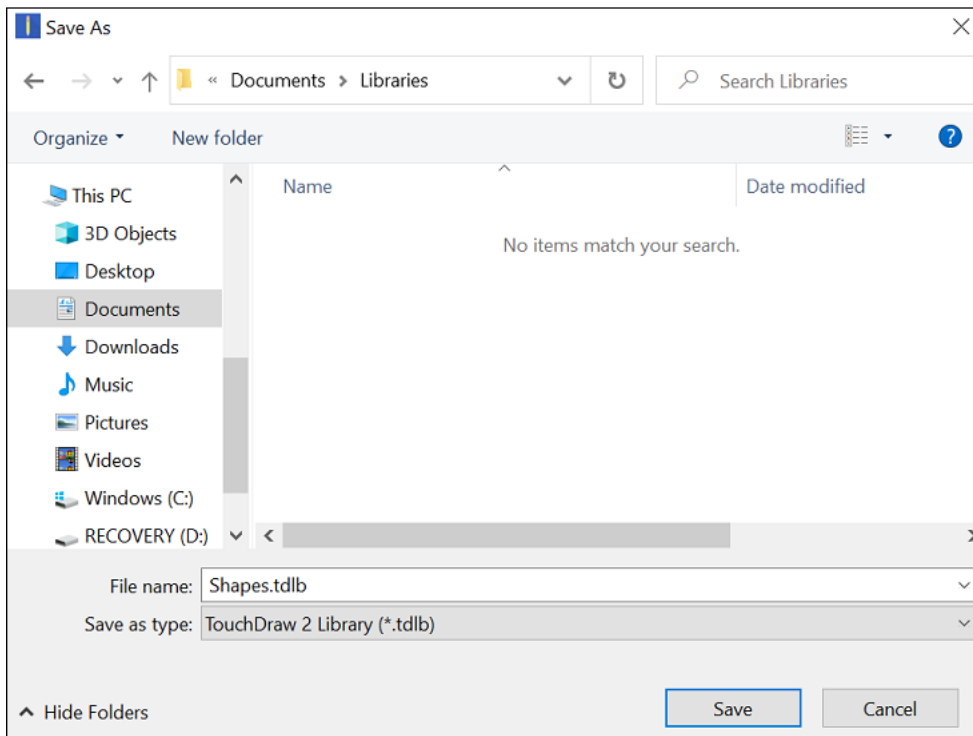 Save As
« Documents > Libraries
Search Libraries
Organize
New folder
?
Name
Date modified
This PC
3D Objects
Desktop
Documents
Downloads
Music
Pictures
Videos
Windows (C:)
RECOVERY (D:)
No items match your search.
File name: Shapes.tdlb
Save as type: TouchDraw 2 Library (*.tdlb)
Hide Folders
Save
Cancel